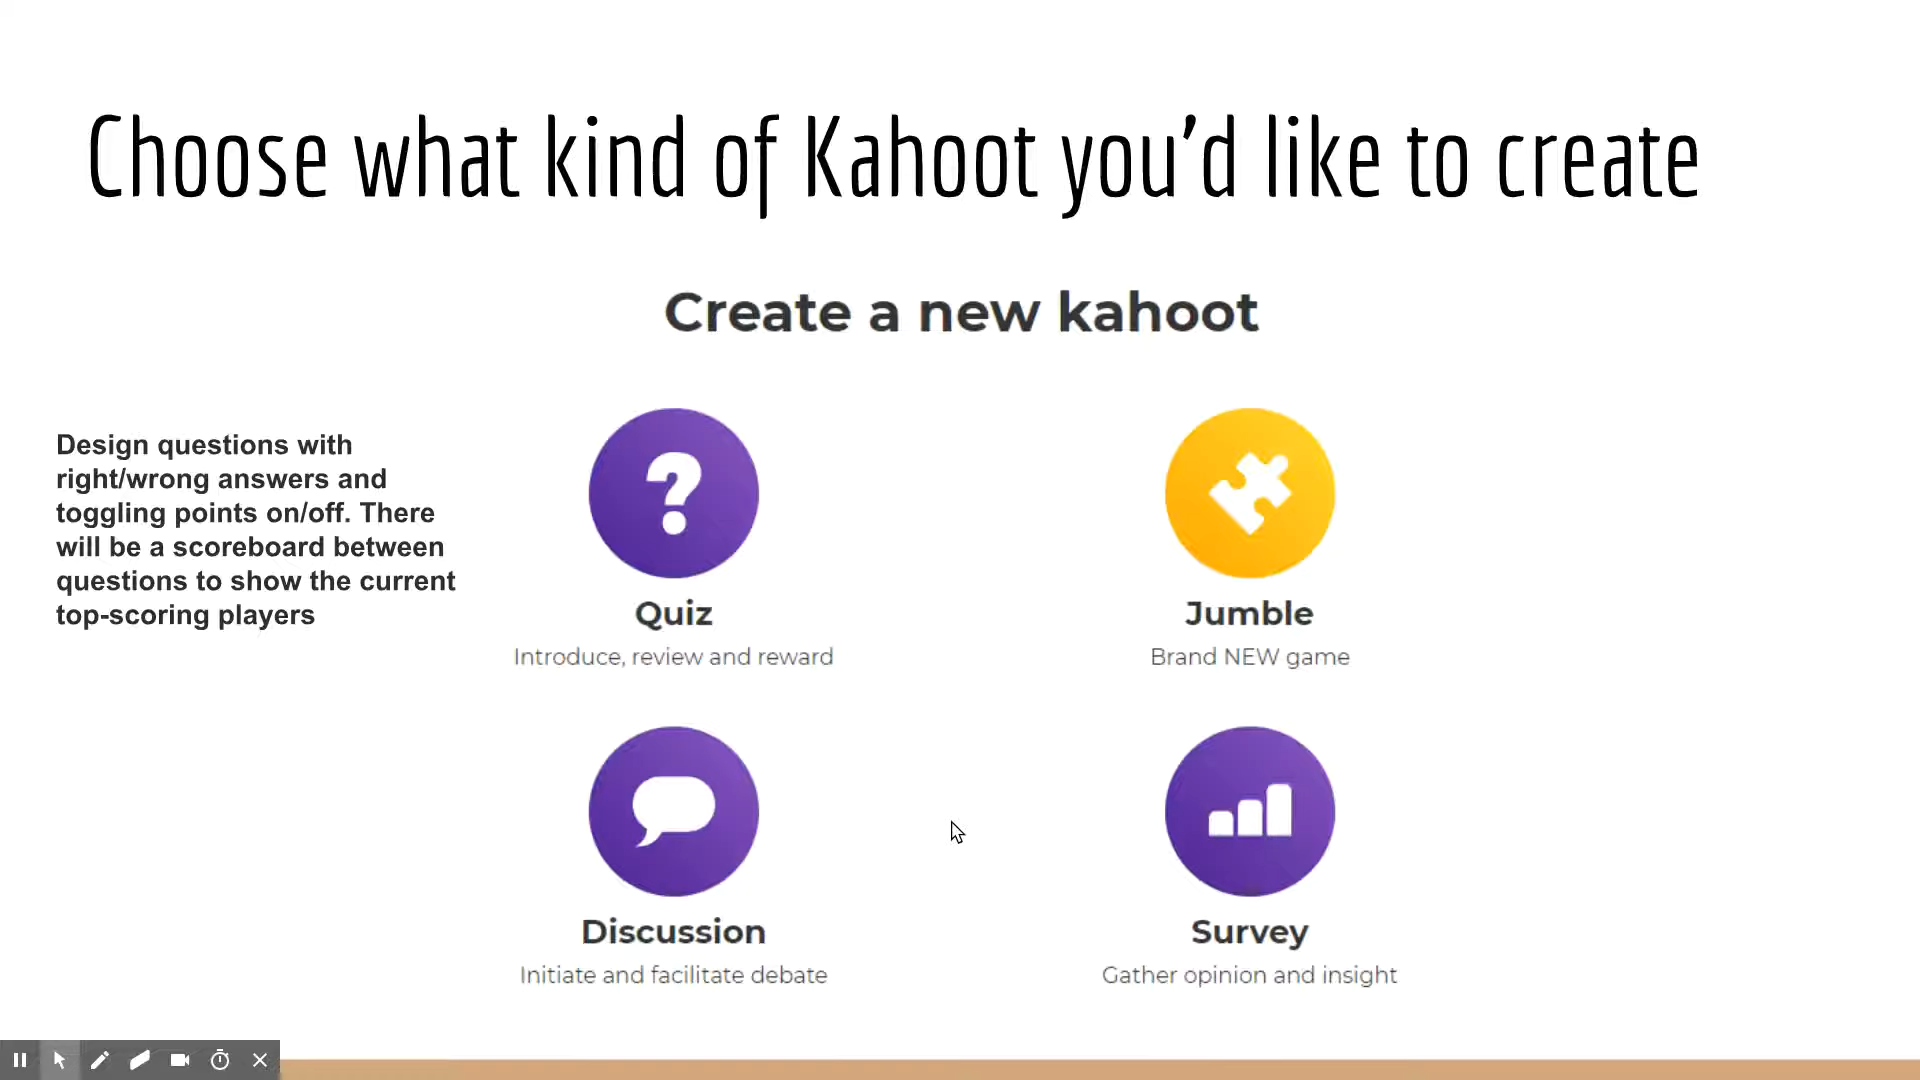 Choose what kind of Kahoot you’d like to create
Create a new kahoot
Design questions with
right/wrong answers and
toggling points on/off. There
will be a scoreboard between
questions to show the current
top-scoring players
Quiz
Introduce, review and reward
Jumble
Brand NEW game
Discussion
Initiate and facilitate debate
Survey
Gather opinion and insight